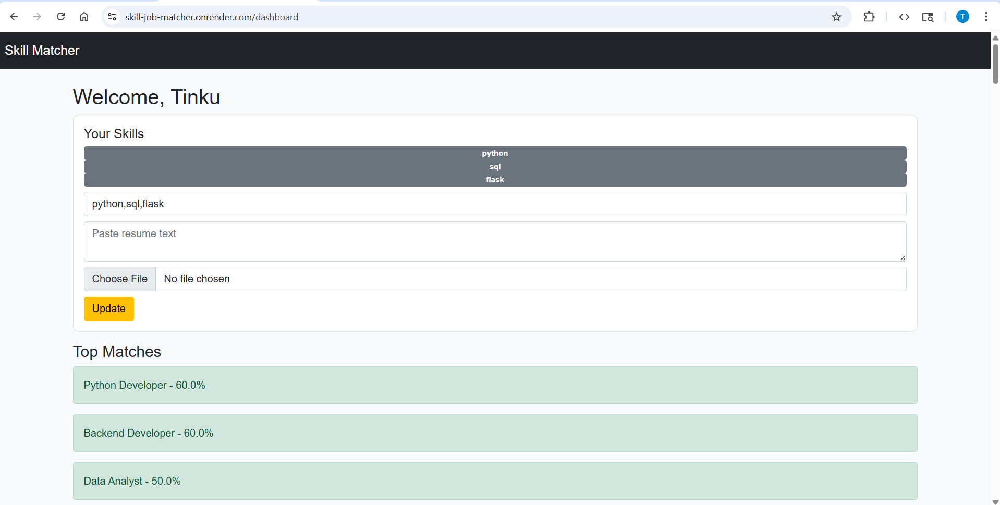 skill-job-matcher.onrender.com/dashboard
T
Skill Matcher
Welcome, Tinku
Your Skills
python
sql
flask
python,sql,flask
Paste resume text
Choose File No file chosen
Update
Top Matches
Python Developer - 60.0%
Backend Developer - 60.0%
Data Analyst - 50.0%